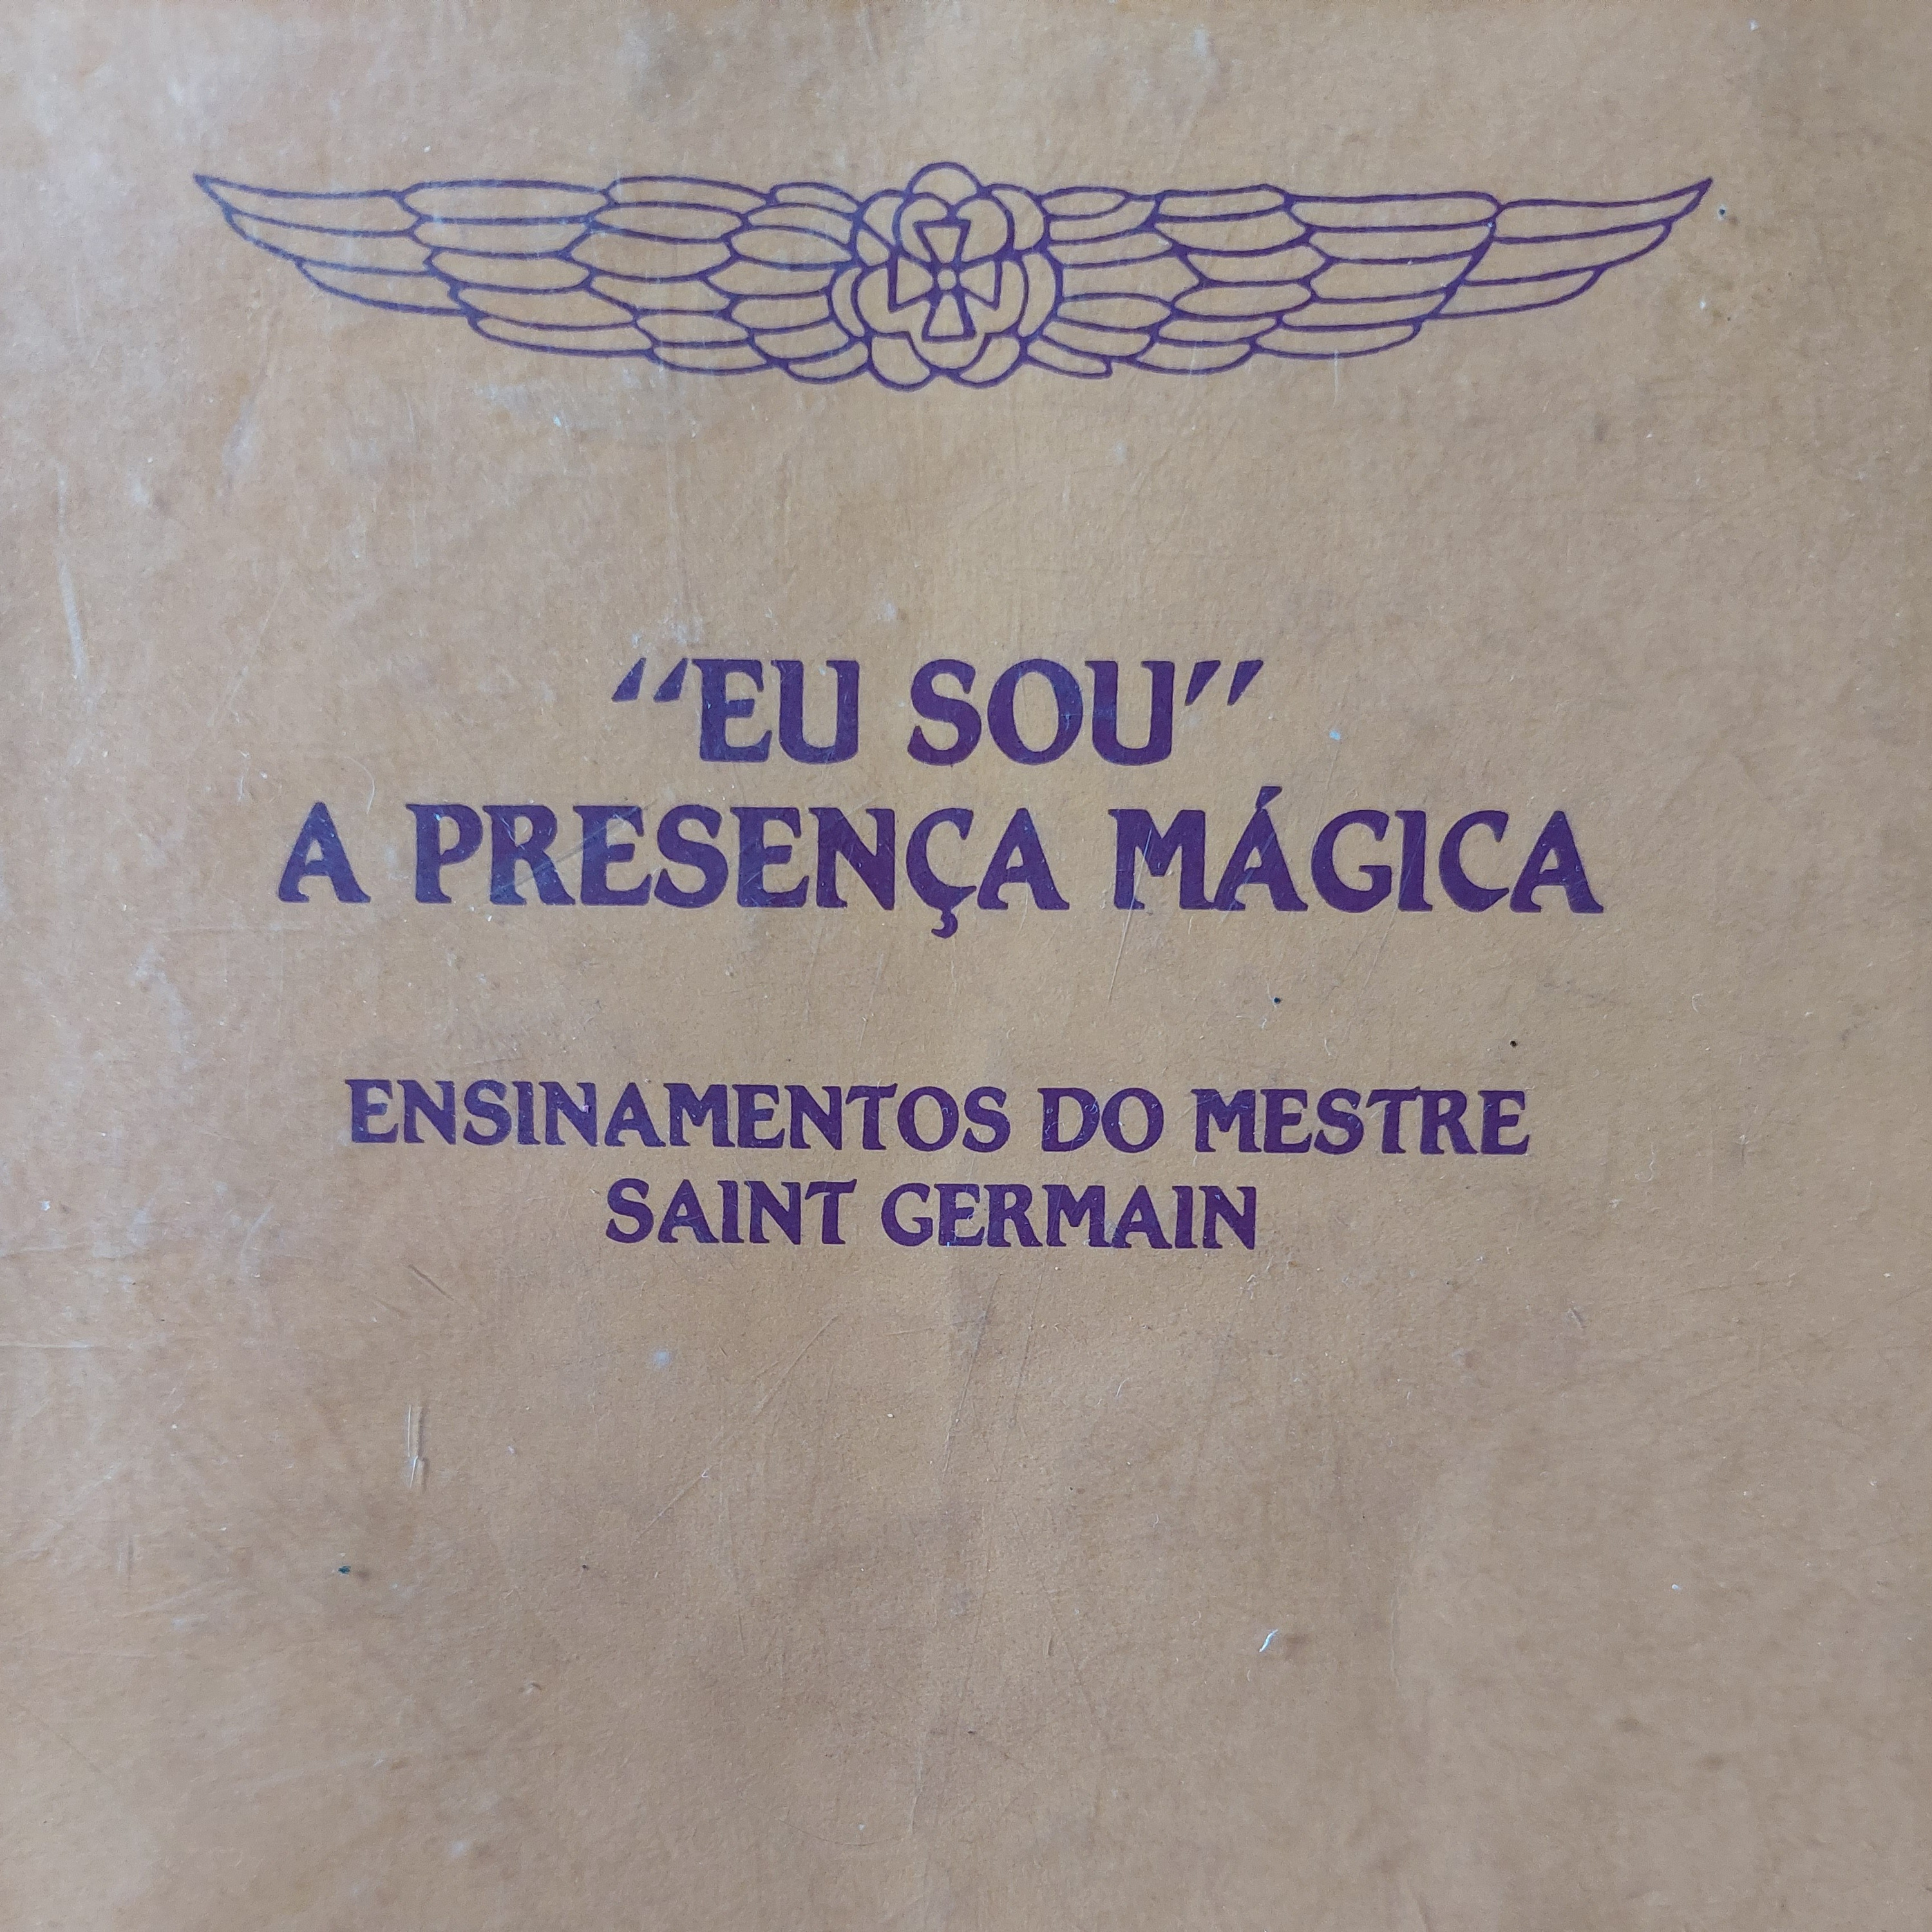 “EU SOU”
A PRESENÇA MÁGICA
ENSINAMENTOS DO MESTRE
SAINT GERMAIN